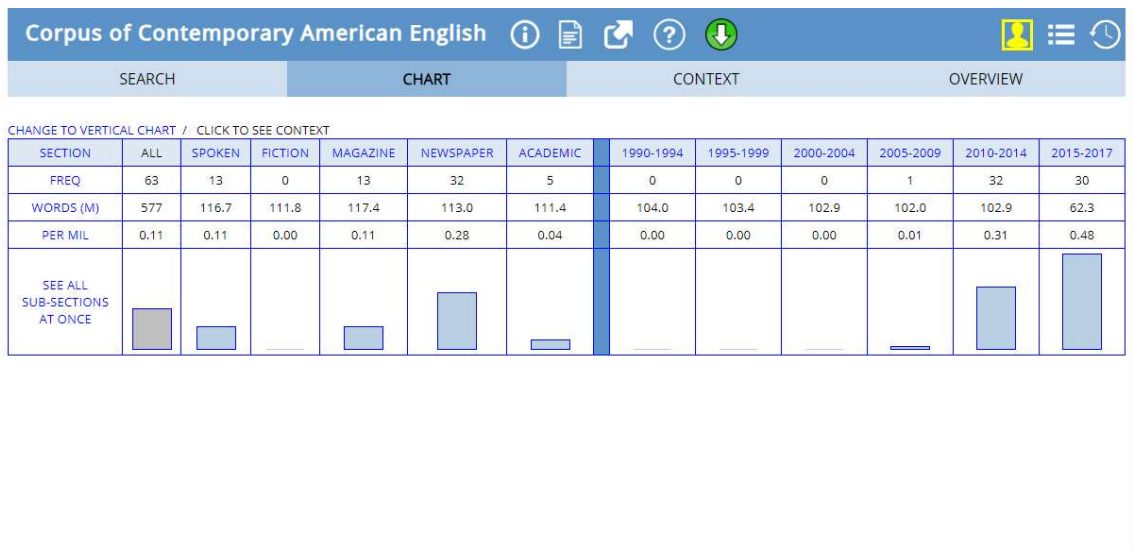 Corpus of Contemporary American English
SEARCH CHART CONTEXT OVERVIEW
CHANGE TO VERTICAL CHART / CLICK TO SEE CONTEXT
SECTION ALL SPOKEN FICTION MAGAZINE NEWSPAPER ACADEMIC 1990-1994 1995-1999 2000-2004 2005-2009 2010-2014 2015-2017
FREQ 63 13 0 13 32 5 0 0 0 1 32 30
WORDS (M) 577 116.7 111.8 117.4 113.0 111.4 104.0 103.4 102.9 102.0 102.9 62.3
PER MIL 0.11 0.11 0.00 0.11 0.28 0.04 0.00 0.00 0.00 0.01 0.31 0.48
SEE ALL
SUB-SECTIONS
AT ONCE